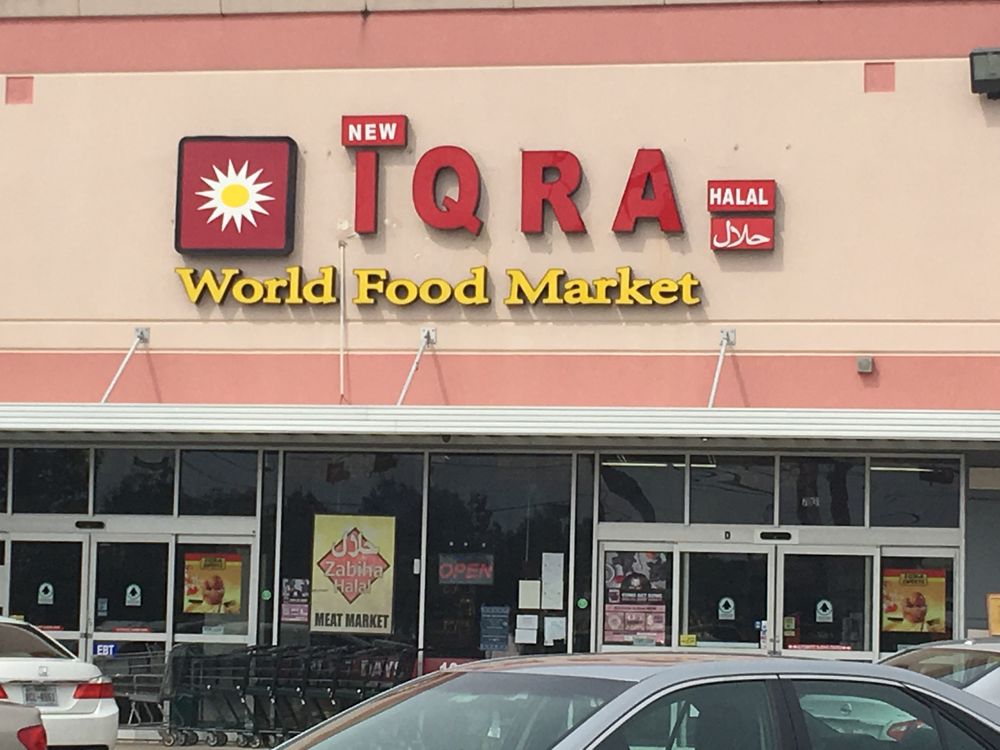 NEW
IQRA
HALAL
حلال
World Food Market
حلال
Zabiha
Halal
MEAT MARKET
OPEN
EBT